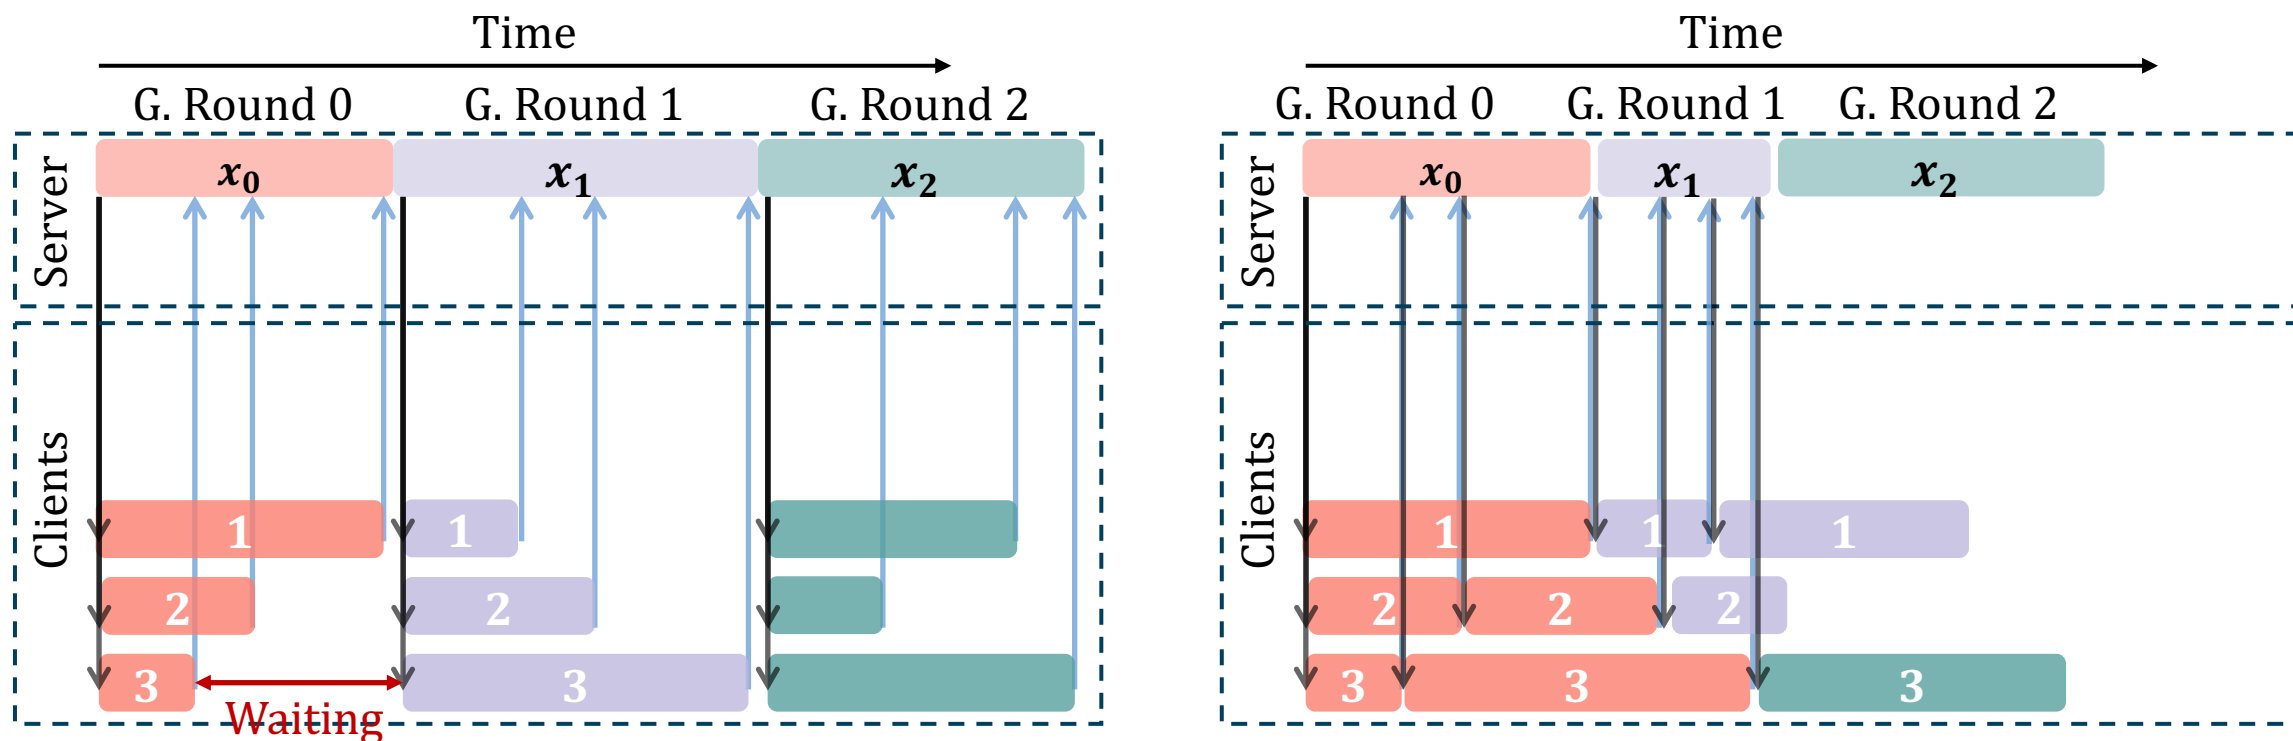 Time
G. Round 0 G. Round 1 G. Round 2
Server
x₀ x₁ x₂
Clients
1 1
2 2
3 3
Waiting
Time
G. Round 0 G. Round 1 G. Round 2
Server
x₀ x₁ x₂
Clients
1 1 1
2 2 2
3 3 3